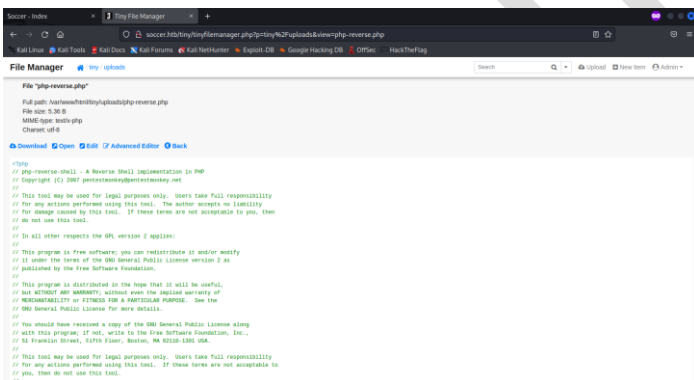 Soccer - Index
Tiny File Manager
soccer.htb/tiny/tinyfilemanager.php?p=tiny%2Fuploads&view=php-reverse.php
Kali Linux Kali Tools Kali Docs Kali Forums Kali NetHunter Exploit-DB Google Hacking DB OffSec HackTheFlag
File Manager tiny uploads Search Upload New Item Admin
File "php-reverse.php"
Full path: /var/www/html/tiny/uploads/php-reverse.php
File size: 5.36 B
MIME-type: text/x-php
Charset: utf-8
Download Open Edit Advanced Editor Back
<?php
// php-reverse-shell - A Reverse Shell implementation in PHP
// Copyright (C) 2007 pentestmonkey@pentestmonkey.net
//
// This tool may be used for legal purposes only. Users take full responsibility
// for any actions performed using this tool. The author accepts no liability
// for damage caused by this tool. If these terms are not acceptable to you, then
// do not use this tool.
//
// In all other respects the GPL version 2 applies:
//
// This program is free software; you can redistribute it and/or modify
// it under the terms of the GNU General Public License version 2 as
// published by the Free Software Foundation.
//
// This program is distributed in the hope that it will be useful,
// but WITHOUT ANY WARRANTY; without even the implied warranty of
// MERCHANTABILITY or FITNESS FOR A PARTICULAR PURPOSE. See the
// GNU General Public License for more details.
//
// You should have received a copy of the GNU General Public License along
// with this program; if not, write to the Free Software Foundation, Inc.,
// 51 Franklin Street, Fifth Floor, Boston, MA 02110-1301 USA.
//
// This tool may be used for legal purposes only. Users take full responsibility
// for any actions performed using this tool. If these terms are not acceptable to
// you, then do not use this tool.
//